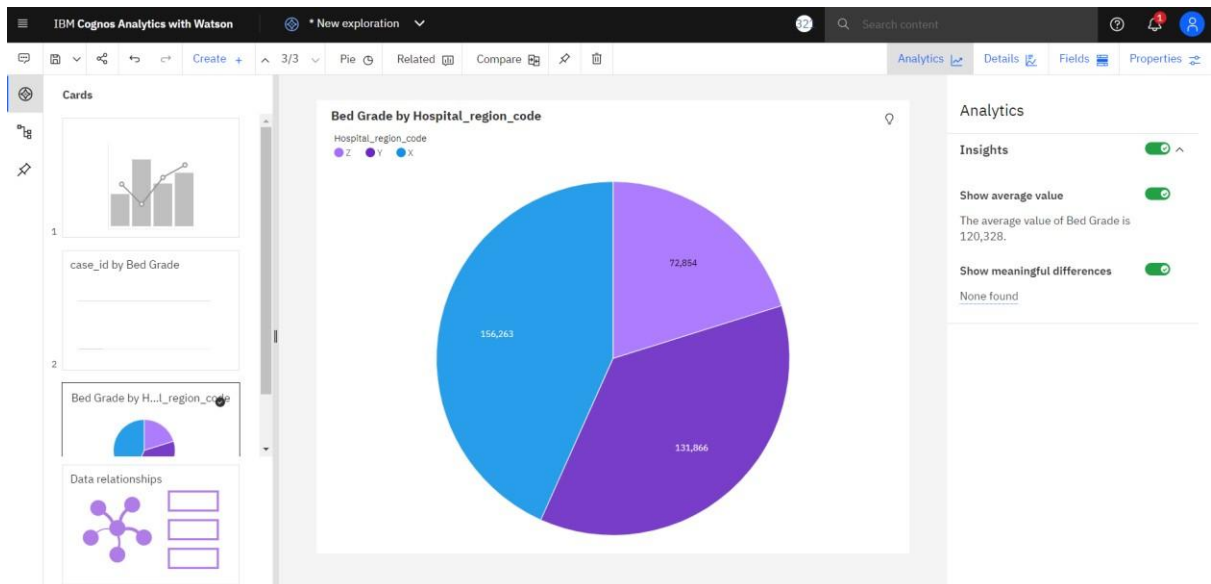 IBM Cognos Analytics with Watson
* New exploration
Search content
1
Create +
3/3
Pie
Related
Compare
Analytics
Details
Fields
Properties
Cards
1
case_id by Bed Grade
2
Bed Grade by H...l_region_code
Data relationships
Bed Grade by Hospital_region_code
Hospital_region_code
Z Y X
72,854
156,263
131,866
Analytics
Insights
Show average value
The average value of Bed Grade is
120,328.
Show meaningful differences
None found